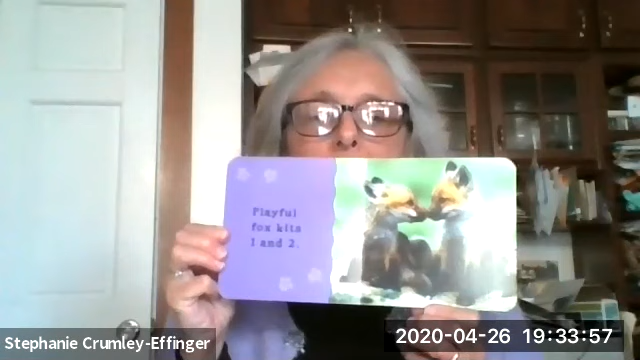 Playful
fox kits
1 and 2.
Stephanie Crumley-Effinger
2020-04-26 19:33:57